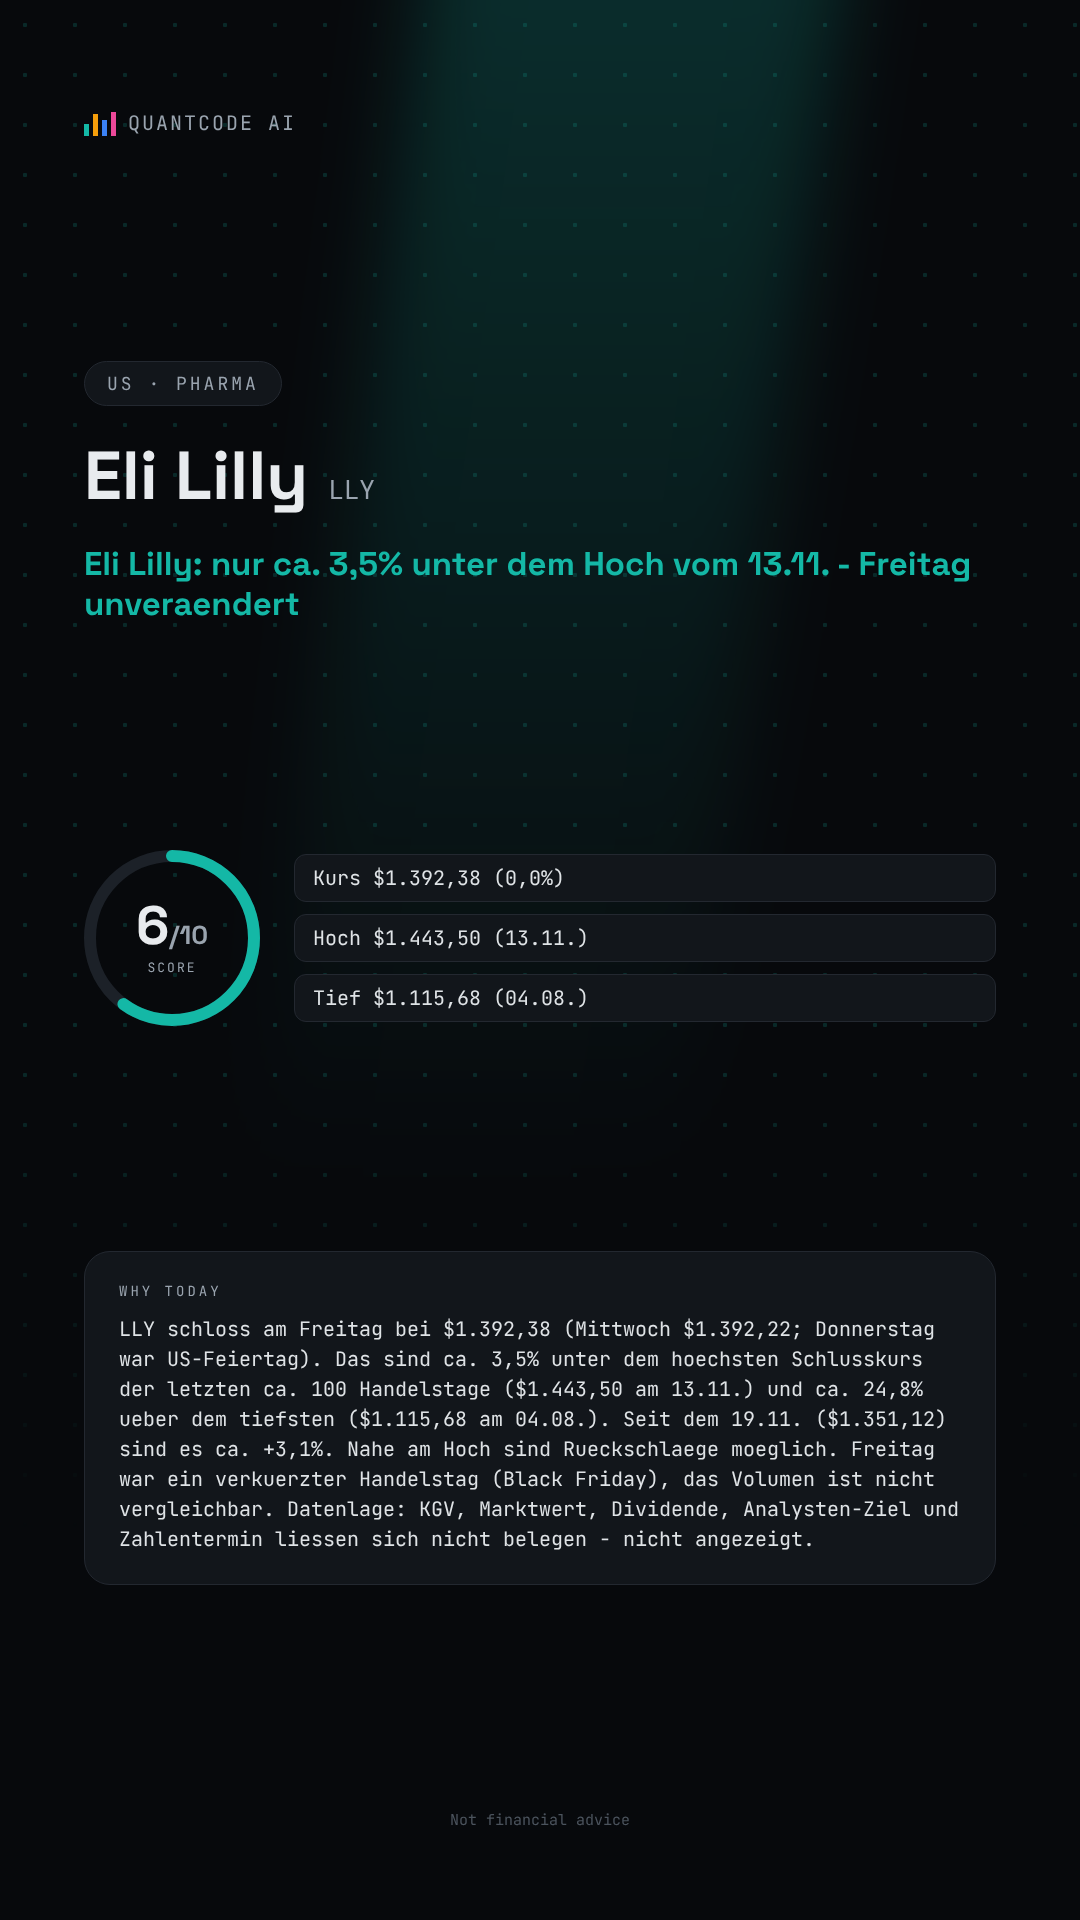 QUANTCODE AI
US · PHARMA
Eli Lilly LLY
Eli Lilly: nur ca. 3,5% unter dem Hoch vom 13.11. - Freitag
unveraendert
6/10
SCORE
Kurs $1.392,38 (0,0%)
Hoch $1.443,50 (13.11.)
Tief $1.115,68 (04.08.)
WHY TODAY
LLY schloss am Freitag bei $1.392,38 (Mittwoch $1.392,22; Donnerstag
war US-Feiertag). Das sind ca. 3,5% unter dem hoechsten Schlusskurs
der letzten ca. 100 Handelstage ($1.443,50 am 13.11.) und ca. 24,8%
ueber dem tiefsten ($1.115,68 am 04.08.). Seit dem 19.11. ($1.351,12)
sind es ca. +3,1%. Nahe am Hoch sind Rueckschlaege moeglich. Freitag
war ein verkuerzter Handelstag (Black Friday), das Volumen ist nicht
vergleichbar. Datenlage: KGV, Marktwert, Dividende, Analysten-Ziel und
Zahlentermin liessen sich nicht belegen - nicht angezeigt.
Not financial advice